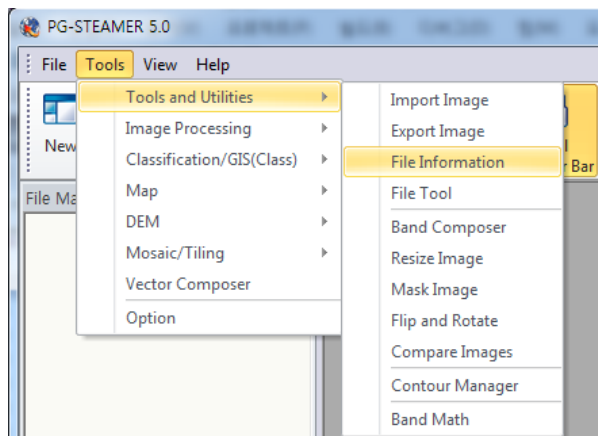 PG-STEAMER 5.0
File Tools View Help
New
r Bar
File Ma
Tools and Utilities
Image Processing
Classification/GIS(Class)
Map
DEM
Mosaic/Tiling
Vector Composer
Option
Import Image
Export Image
File Information
File Tool
Band Composer
Resize Image
Mask Image
Flip and Rotate
Compare Images
Contour Manager
Band Math